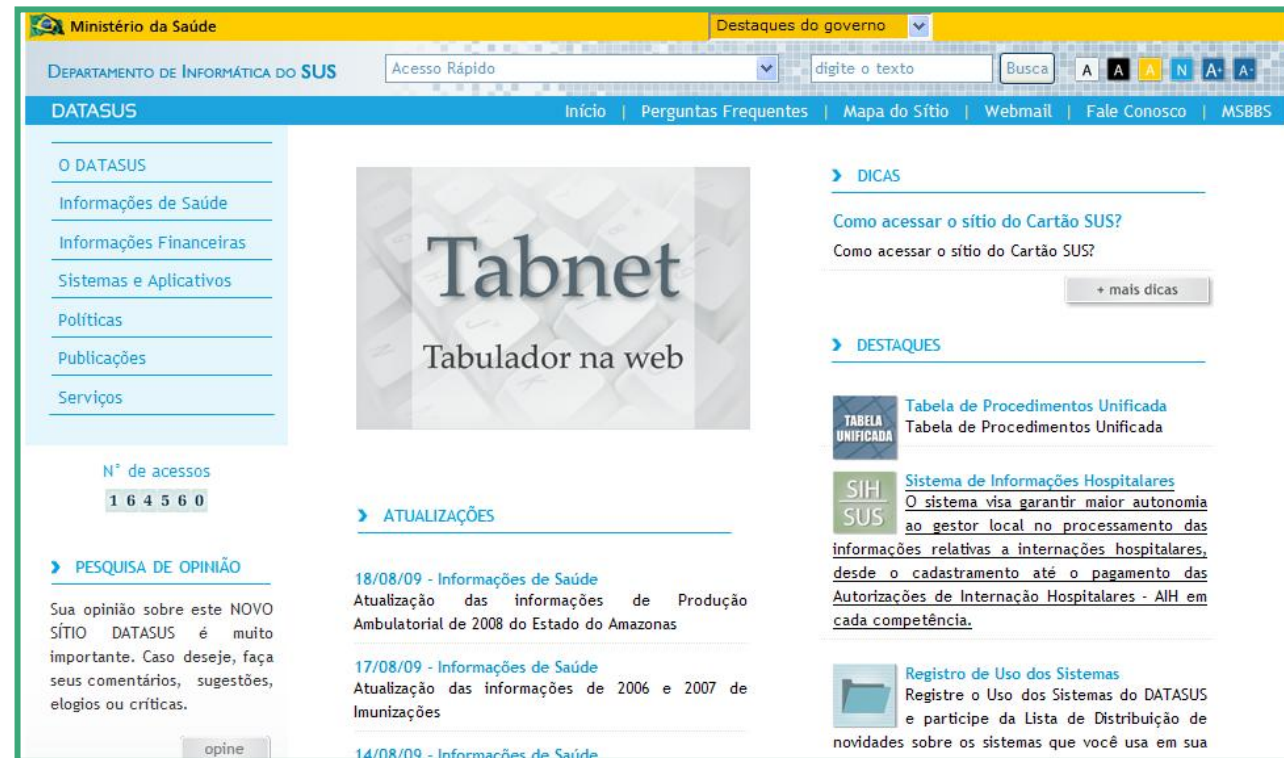 Ministério da Saúde
Destaques do governo
DEPARTAMENTO DE INFORMÁTICA DO SUS
Acesso Rápido
digite o texto
Busca
A A A N A+ A-
DATASUS
Início | Perguntas Frequentes | Mapa do Sítio | Webmail | Fale Conosco | MSBBS
O DATASUS
Informações de Saúde
Informações Financeiras
Sistemas e Aplicativos
Políticas
Publicações
Serviços
N° de acessos
164560
PESQUISA DE OPINIÃO
Sua opinião sobre este NOVO
SÍTIO DATASUS é muito
importante. Caso deseje, faça
seus comentários, sugestões,
elogios ou críticas.
opine
Tabnet
Tabulador na web
ATUALIZAÇÕES
18/08/09 - Informações de Saúde
Atualização das informações de Produção
Ambulatorial de 2008 do Estado do Amazonas
17/08/09 - Informações de Saúde
Atualização das informações de 2006 e 2007 de
Imunizações
14/08/09 - Informações de Saúde
DICAS
Como acessar o sítio do Cartão SUS?
Como acessar o sítio do Cartão SUS?
+ mais dicas
DESTAQUES
TABELA
UNIFICADA
Tabela de Procedimentos Unificada
Tabela de Procedimentos Unificada
SIH
SUS
Sistema de Informações Hospitalares
O sistema visa garantir maior autonomia
ao gestor local no processamento das
informações relativas a internações hospitalares,
desde o cadastramento até o pagamento das
Autorizações de Internação Hospitalares - AIH em
cada competência.
Registro de Uso dos Sistemas
Registre o Uso dos Sistemas do DATASUS
e participe da Lista de Distribuição de
novidades sobre os sistemas que você usa em sua